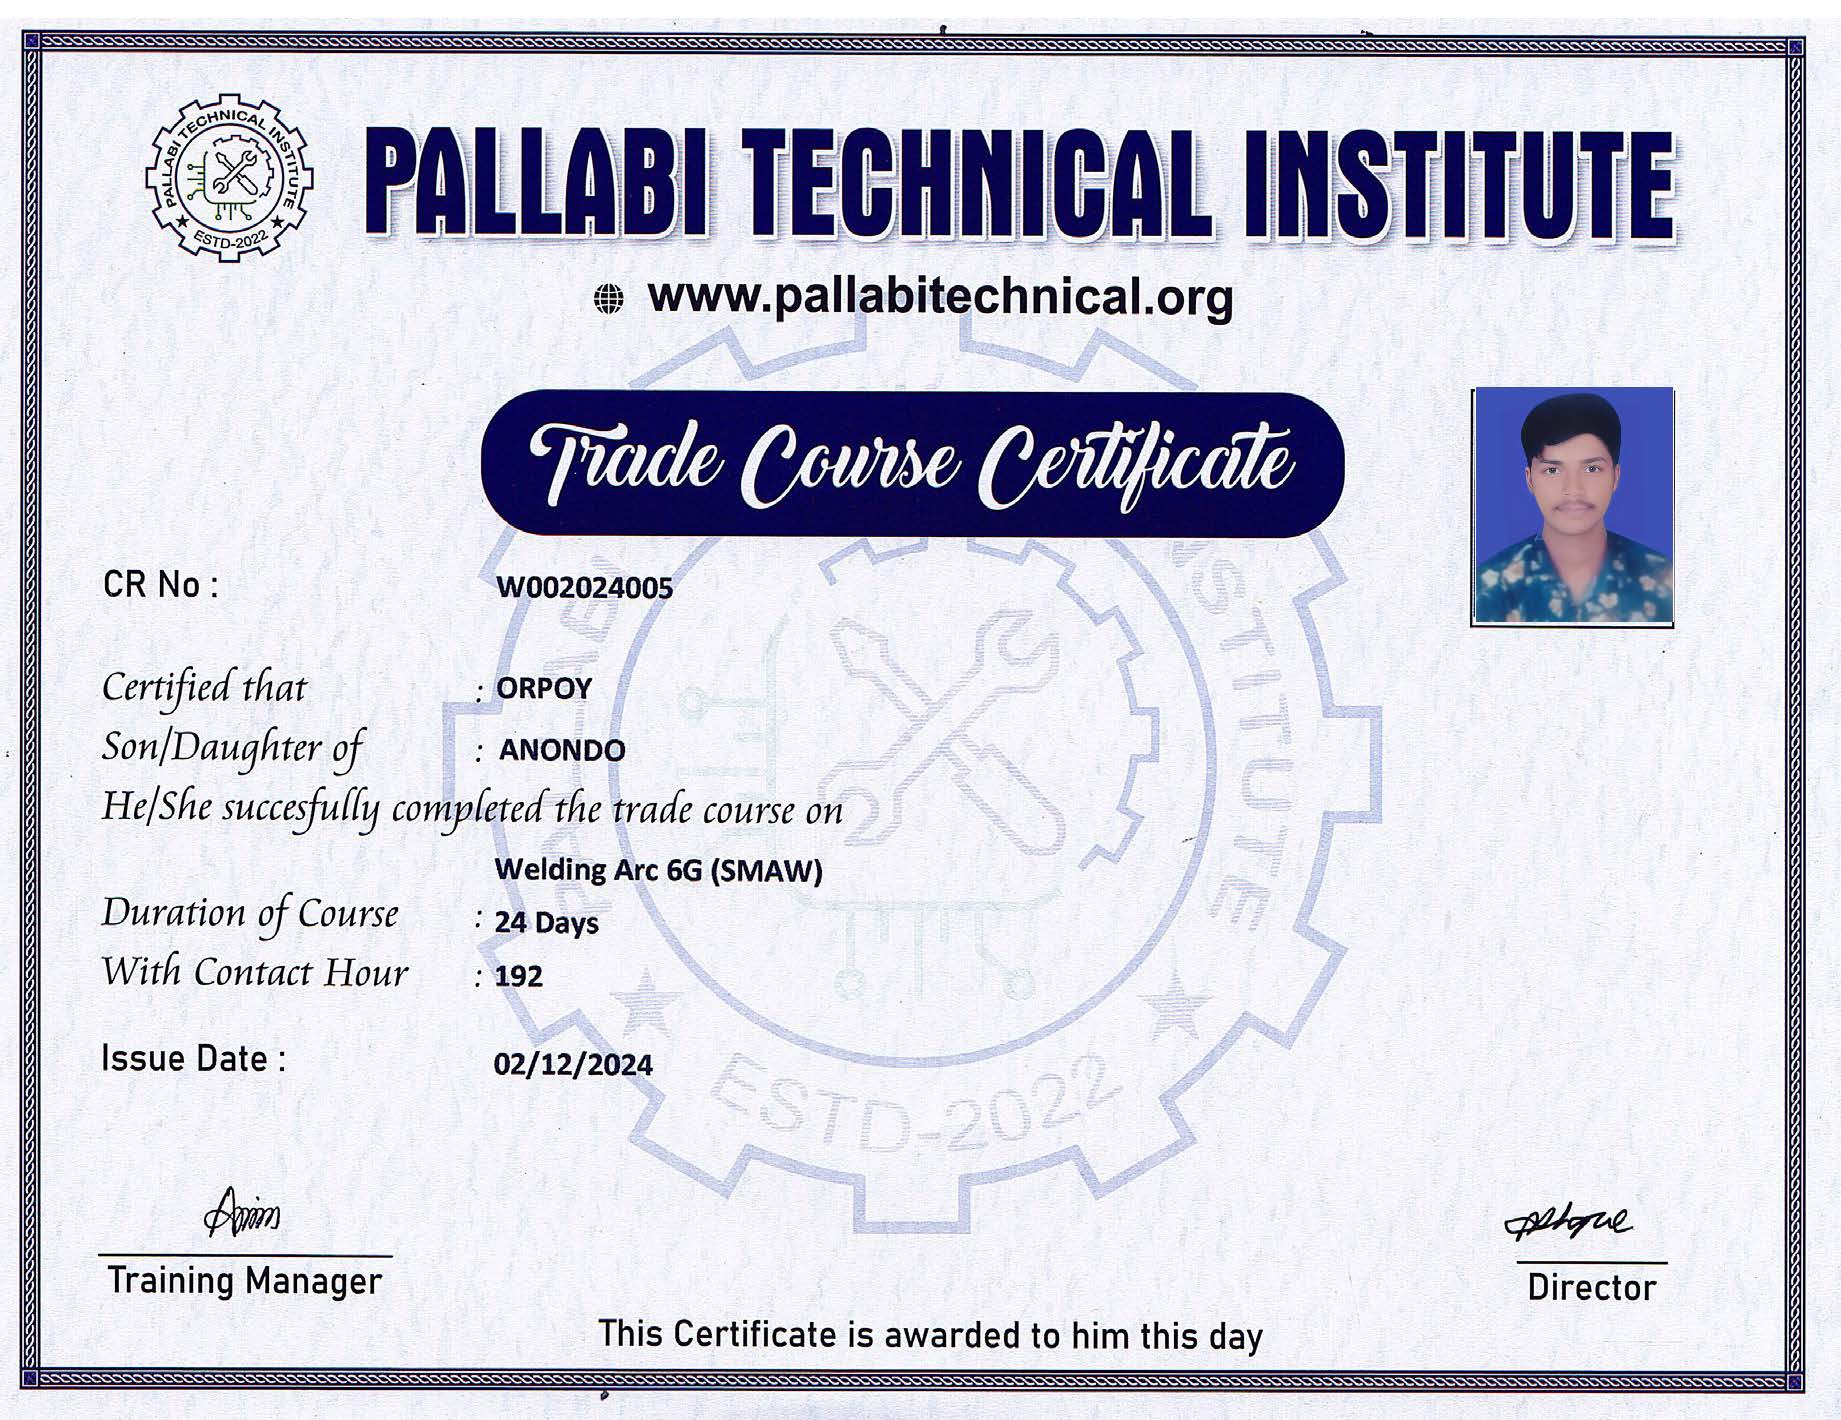 PALLABI TECHNICAL INSTITUTE
ESTD-2022
PALLABI TECHNICAL INSTITUTE
www.pallabitechnical.org
Trade Course Certificate
CR No : W002024005
Certified that : ORPOY
Son/Daughter of : ANONDO
He/She succesfully completed the trade course on
Welding Arc 6G (SMAW)
Duration of Course : 24 Days
With Contact Hour : 192
Issue Date : 02/12/2024
PALLABI INSTITUTE
ESTD-2022
Training Manager
Director
This Certificate is awarded to him this day